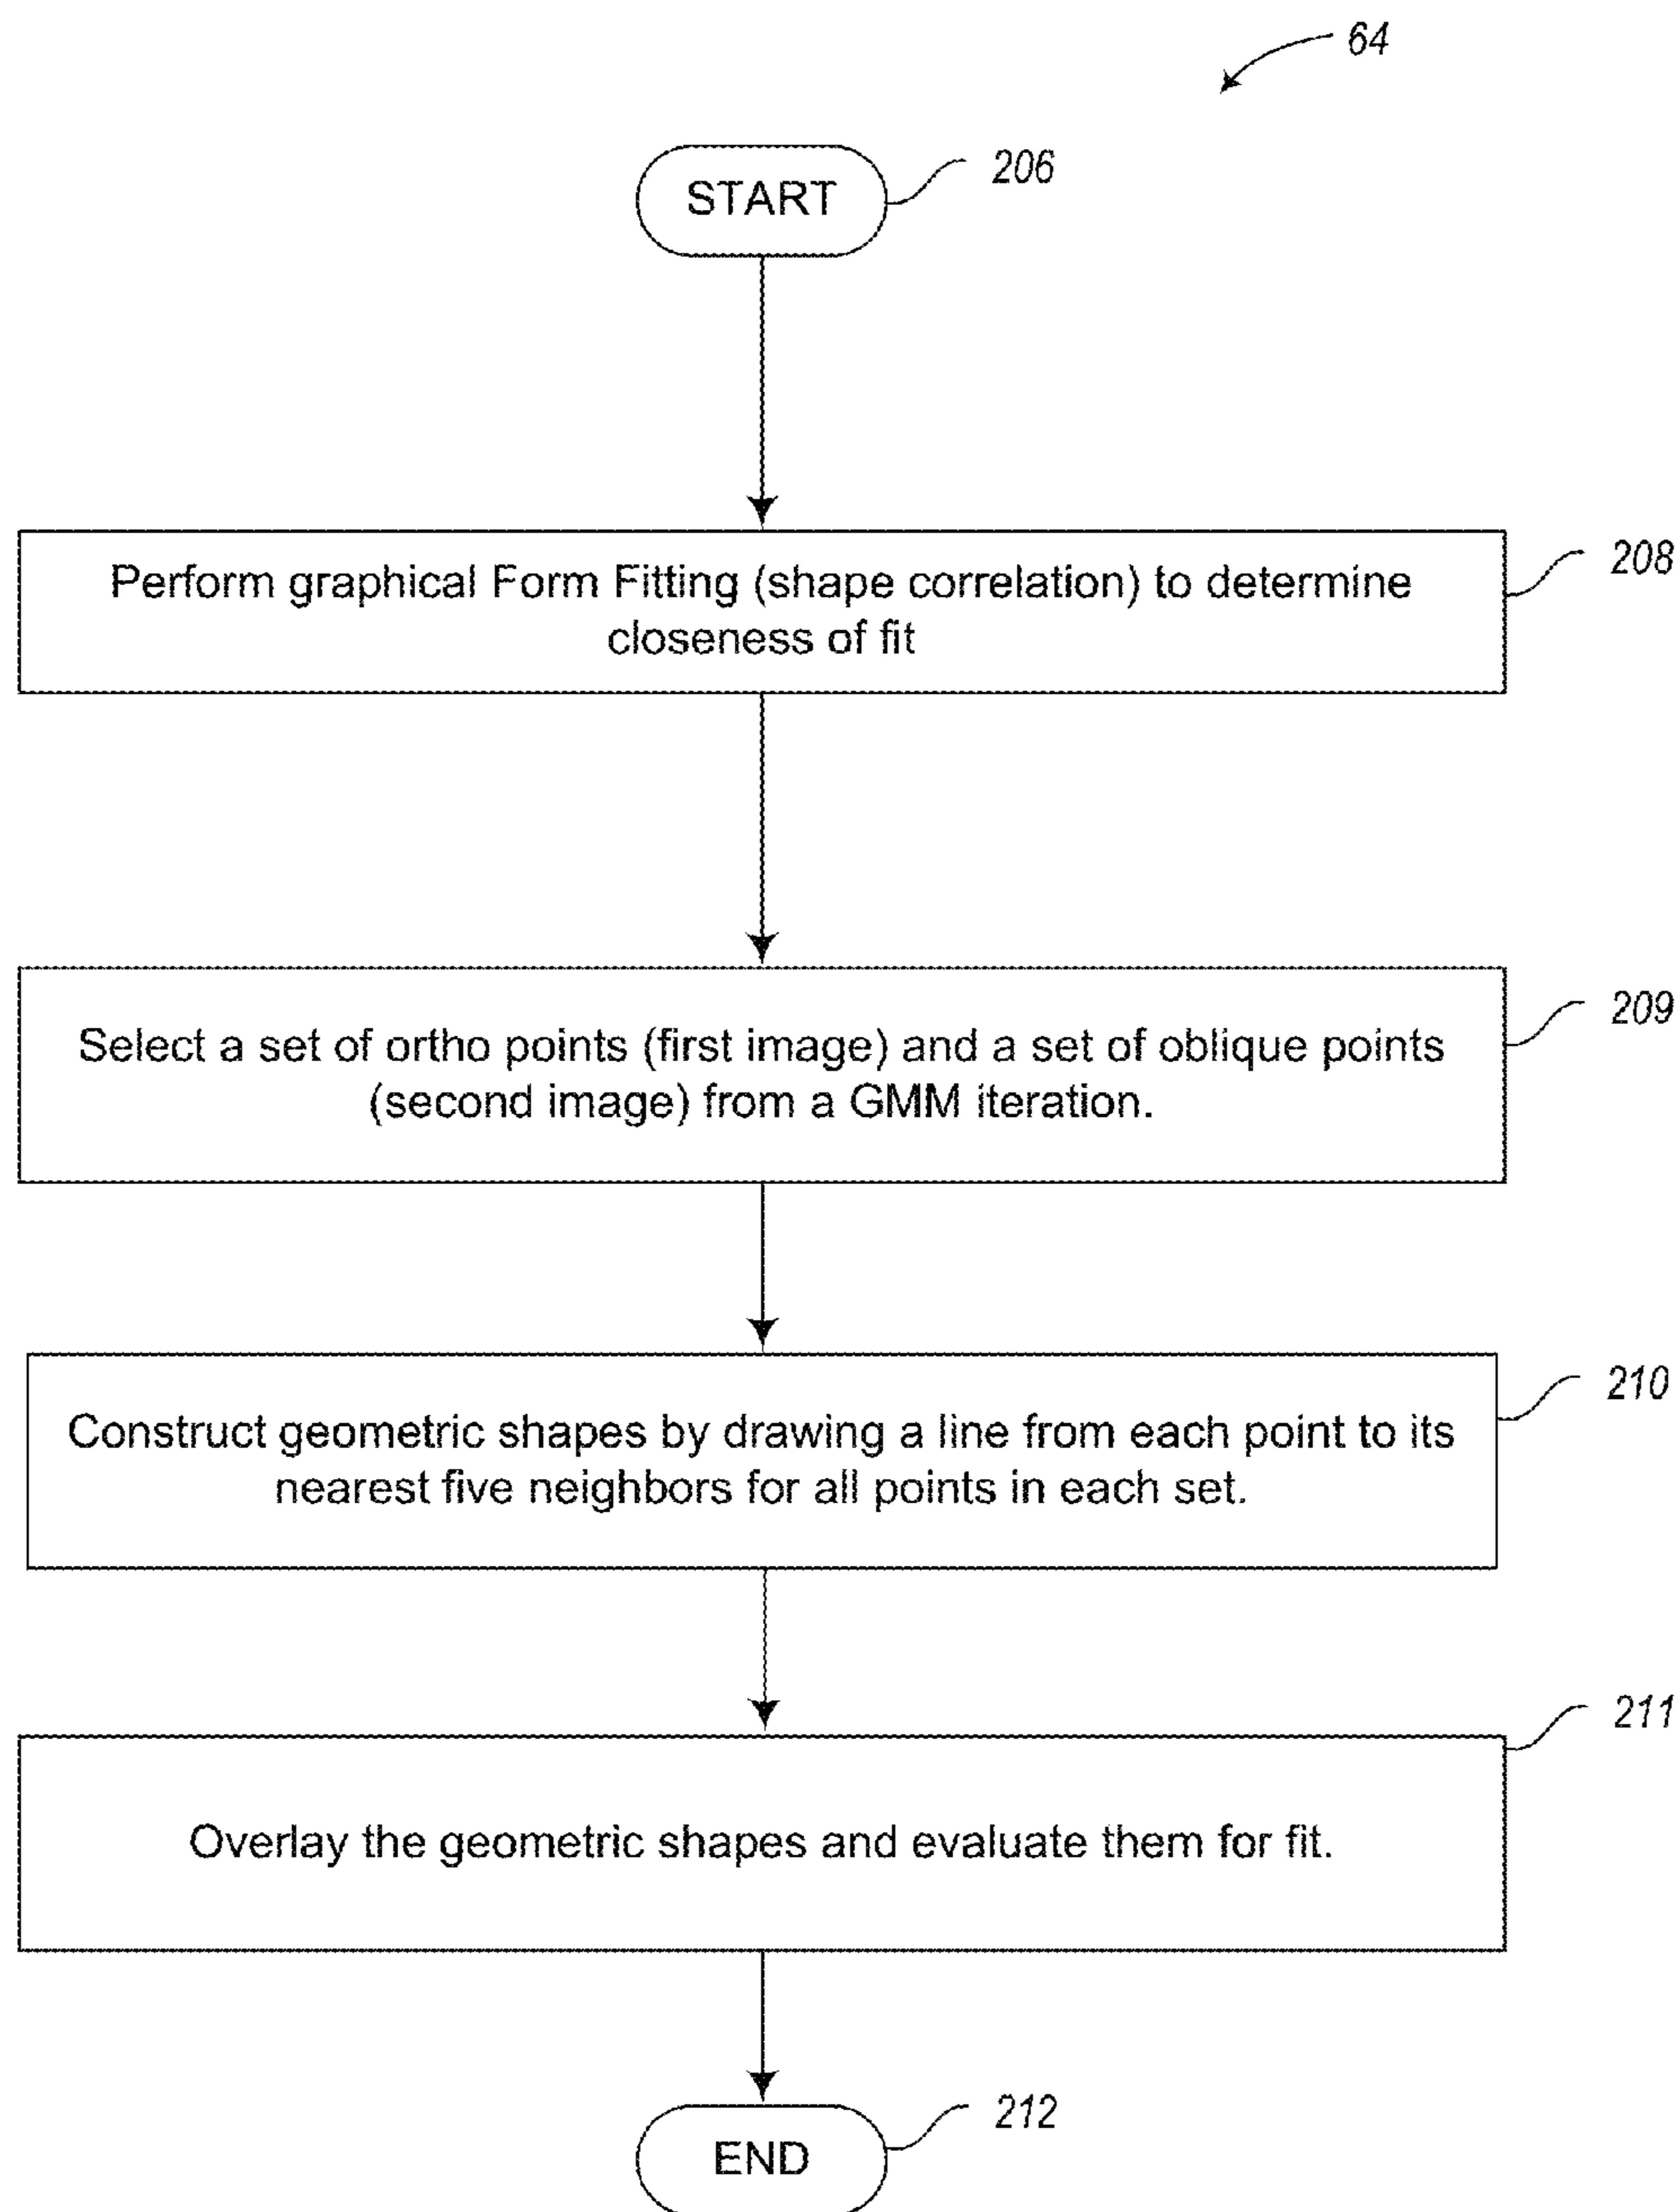 64
START
206
Perform graphical Form Fitting (shape correlation) to determine
closeness of fit
208
Select a set of ortho points (first image) and a set of oblique points
(second image) from a GMM iteration.
209
Construct geometric shapes by drawing a line from each point to its
nearest five neighbors for all points in each set.
210
Overlay the geometric shapes and evaluate them for fit.
211
END
212